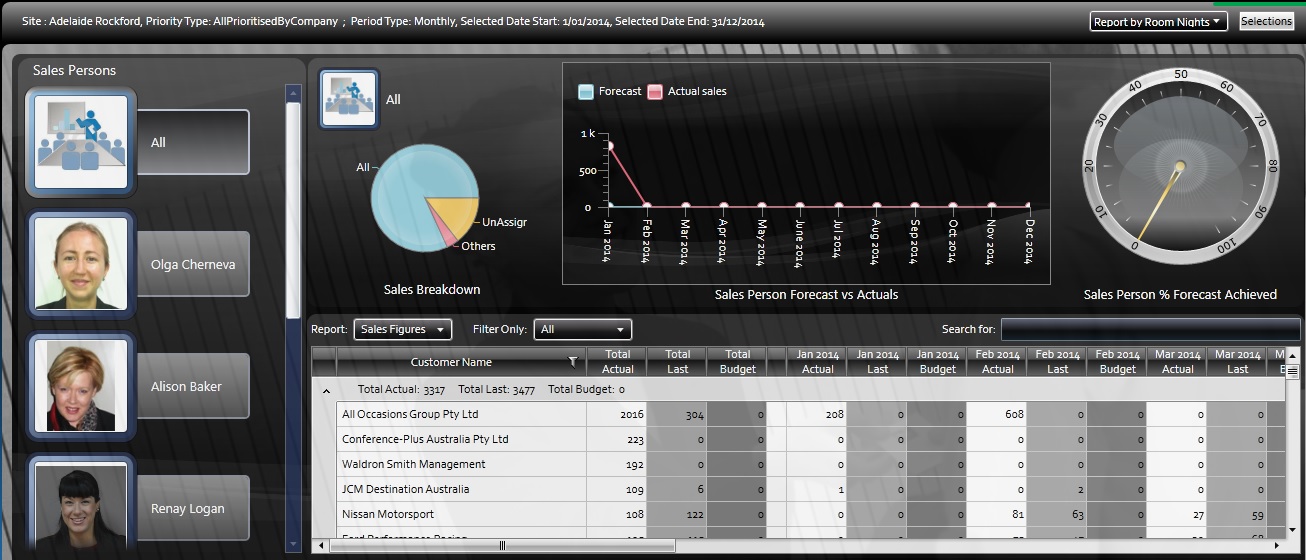 Site : Adelaide Rockford, Priority Type: AllPrioritisedByCompany ; Period Type: Monthly, Selected Date Start: 1/01/2014, Selected Date End: 31/12/2014
Report by Room Nights
Selections
Sales Persons
All
Olga Cherneva
Alison Baker
Renay Logan
All
All
UnAssigr
Others
Sales Breakdown
Forecast Actual sales
1 k
500
0
Jan 2014 Feb 2014 Mar 2014 Apr 2014 May 2014 June 2014 Jul 2014 Aug 2014 Sep 2014 Oct 2014 Nov 2014 Dec 2014
Sales Person Forecast vs Actuals
0 10 20 30 40 50 60 70 80 90 100
Sales Person % Forecast Achieved
Report: Sales Figures Filter Only: All Search for:
Customer Name Total Actual Total Last Total Budget Jan 2014 Actual Jan 2014 Last Jan 2014 Budget Feb 2014 Actual Feb 2014 Last Feb 2014 Budget Mar 2014 Actual Mar 2014 Last
Total Actual: 3317 Total Last: 3477 Total Budget: 0
All Occasions Group Pty Ltd 2016 304 0 208 0 0 608 0 0 0 0
Conference-Plus Australia Pty Ltd 223 0 0 0 0 0 0 0 0 0 0
Waldron Smith Management 192 0 0 0 0 0 0 0 0 0 0
JCM Destination Australia 109 6 0 1 0 0 0 2 0 0 0
Nissan Motorsport 108 122 0 0 0 0 81 63 0 27 59